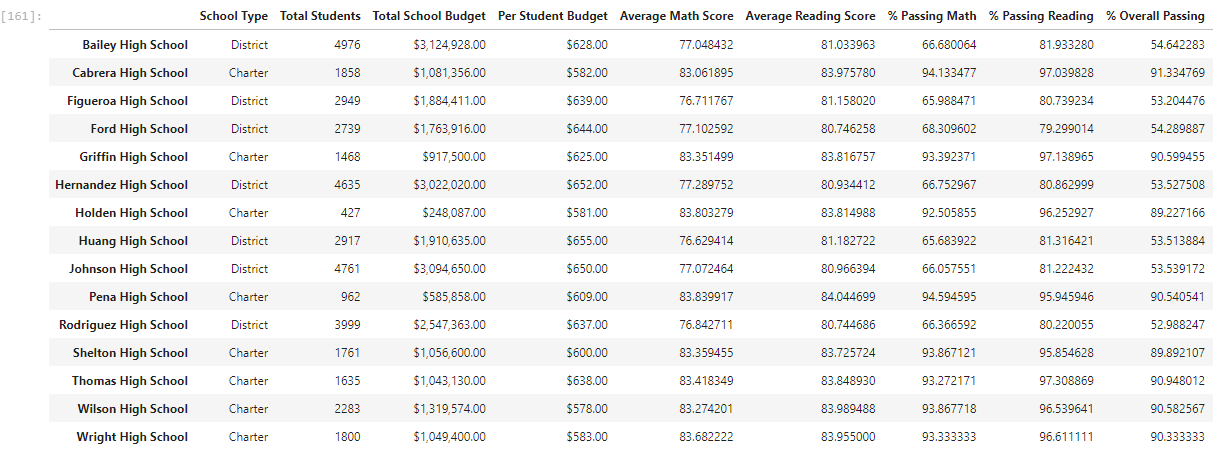 [161]:
School Type Total Students Total School Budget Per Student Budget Average Math Score Average Reading Score % Passing Math % Passing Reading % Overall Passing
Bailey High School District 4976 $3,124,928.00 $628.00 77.048432 81.033963 66.680064 81.933280 54.642283
Cabrera High School Charter 1858 $1,081,356.00 $582.00 83.061895 83.975780 94.133477 97.039828 91.334769
Figueroa High School District 2949 $1,884,411.00 $639.00 76.711767 81.158020 65.988471 80.739234 53.204476
Ford High School District 2739 $1,763,916.00 $644.00 77.102592 80.746258 68.309602 79.299014 54.289887
Griffin High School Charter 1468 $917,500.00 $625.00 83.351499 83.816757 93.392371 97.138965 90.599455
Hernandez High School District 4635 $3,022,020.00 $652.00 77.289752 80.934412 66.752967 80.862999 53.527508
Holden High School Charter 427 $248,087.00 $581.00 83.803279 83.814988 92.505855 96.252927 89.227166
Huang High School District 2917 $1,910,635.00 $655.00 76.629414 81.182722 65.683922 81.316421 53.513884
Johnson High School District 4761 $3,094,650.00 $650.00 77.072464 80.966394 66.057551 81.222432 53.539172
Pena High School Charter 962 $585,858.00 $609.00 83.839917 84.044699 94.594595 95.945946 90.540541
Rodriguez High School District 3999 $2,547,363.00 $637.00 76.842711 80.744686 66.366592 80.220055 52.988247
Shelton High School Charter 1761 $1,056,600.00 $600.00 83.359455 83.725724 93.867121 95.854628 89.892107
Thomas High School Charter 1635 $1,043,130.00 $638.00 83.418349 83.848930 93.272171 97.308869 90.948012
Wilson High School Charter 2283 $1,319,574.00 $578.00 83.274201 83.989488 93.867718 96.539641 90.582567
Wright High School Charter 1800 $1,049,400.00 $583.00 83.682222 83.955000 93.333333 96.611111 90.333333